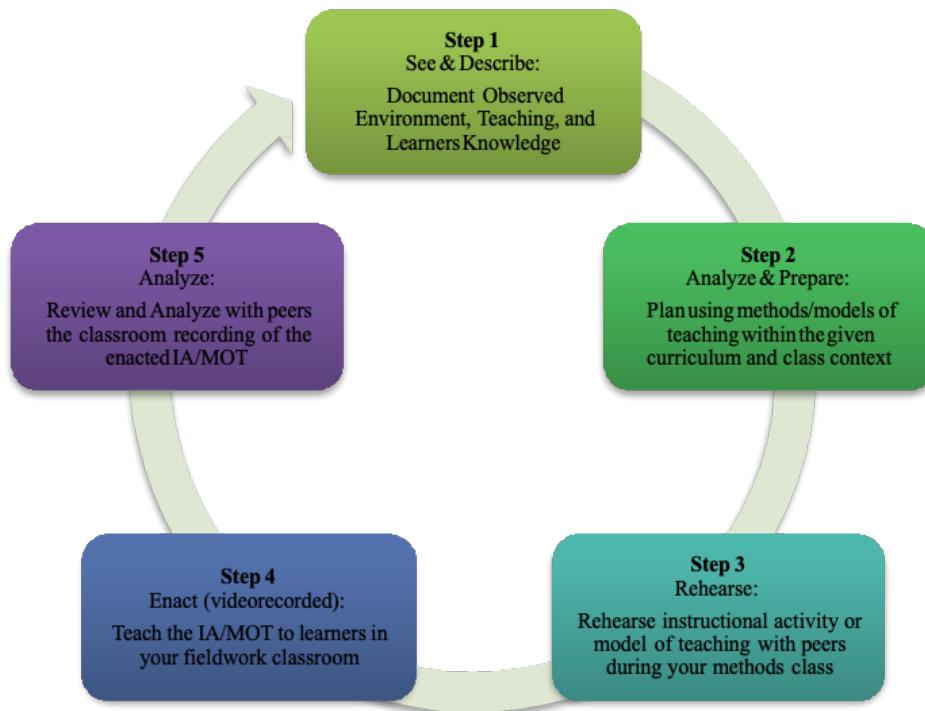 Step 1
See & Describe:
Document Observed
Environment, Teaching, and
Learners Knowledge
Step 2
Analyze & Prepare:
Plan using methods/models of
teaching within the given
curriculum and class context
Step 3
Rehearse:
Rehearse instructional activity or
model of teaching with peers
during your methods class
Step 4
Enact (videorecorded):
Teach the IA/MOT to learners in
your fieldwork classroom
Step 5
Analyze:
Review and Analyze with peers
the classroom recording of the
enacted IA/MOT